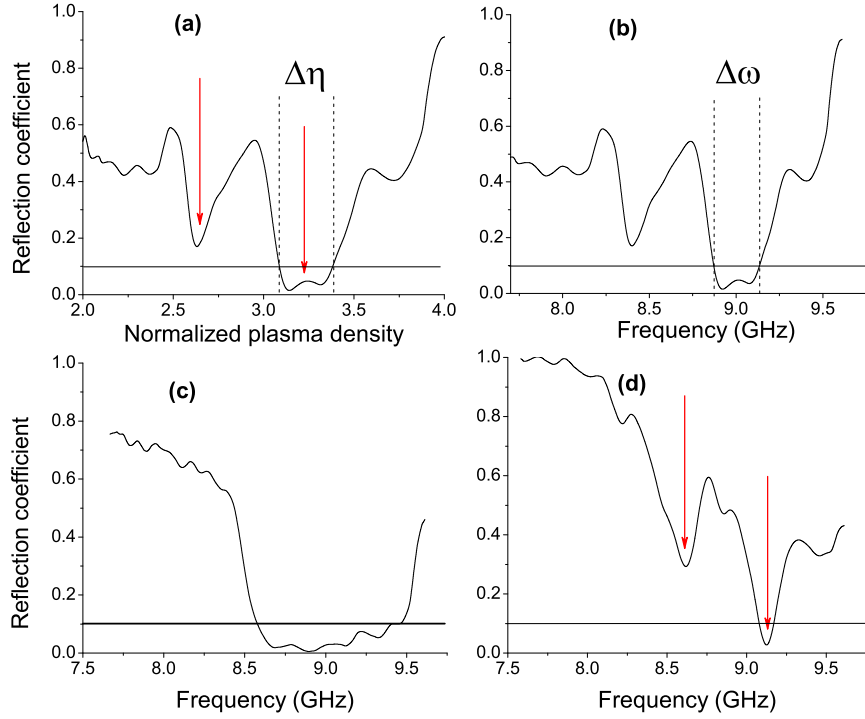 (a)
Δη
Reflection coefficient
1.0
0.8
0.6
0.4
0.2
0.0
2.0 2.5 3.0 3.5 4.0
Normalized plasma density
(b)
Δω
1.0
0.8
0.6
0.4
0.2
0.0
8.0 8.5 9.0 9.5
Frequency (GHz)
(c)
Reflection coefficient
1.0
0.8
0.6
0.4
0.2
0.0
7.5 8.0 8.5 9.0 9.5
Frequency (GHz)
(d)
1.0
0.8
0.6
0.4
0.2
0.0
7.5 8.0 8.5 9.0 9.5
Frequency (GHz)